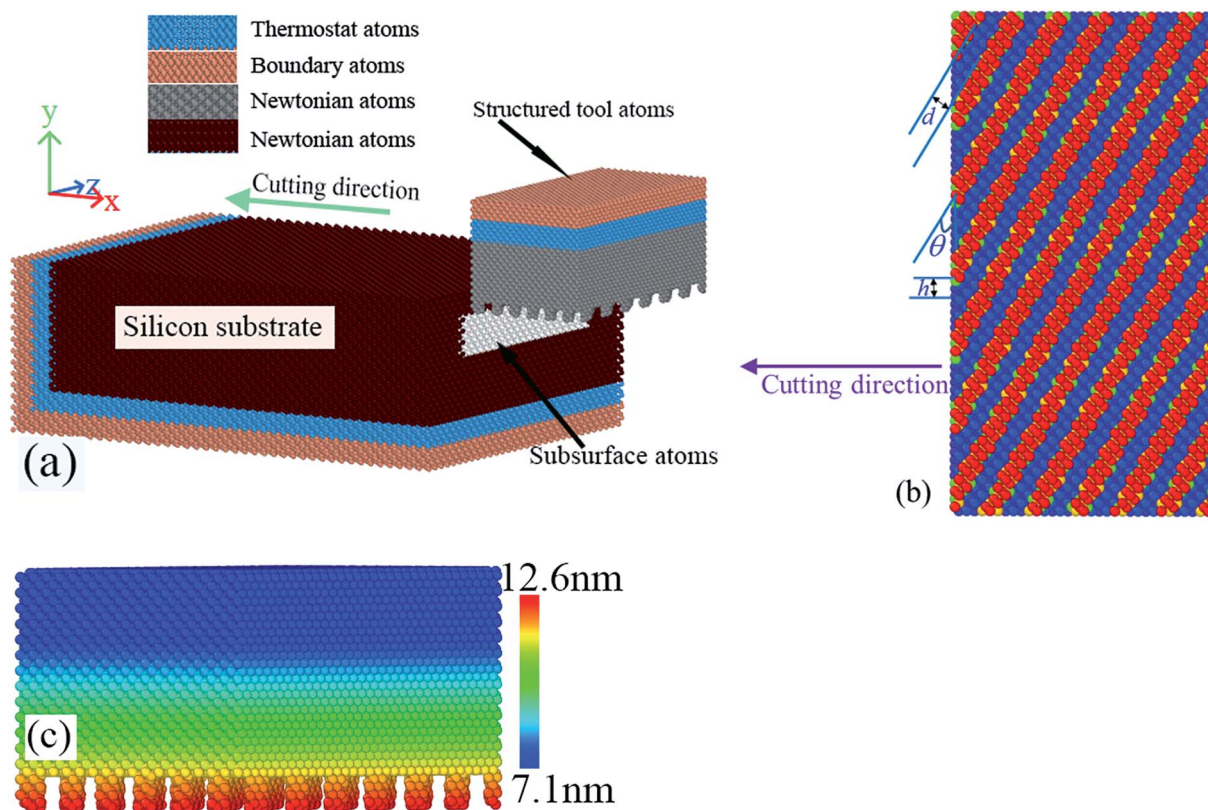 Thermostat atoms
Boundary atoms
Newtonian atoms
Newtonian atoms
Structured tool atoms
y
z
x
Cutting direction
Silicon substrate
Subsurface atoms
(a)
d
θ
h
Cutting direction
(b)
12.6nm
7.1nm
(c)